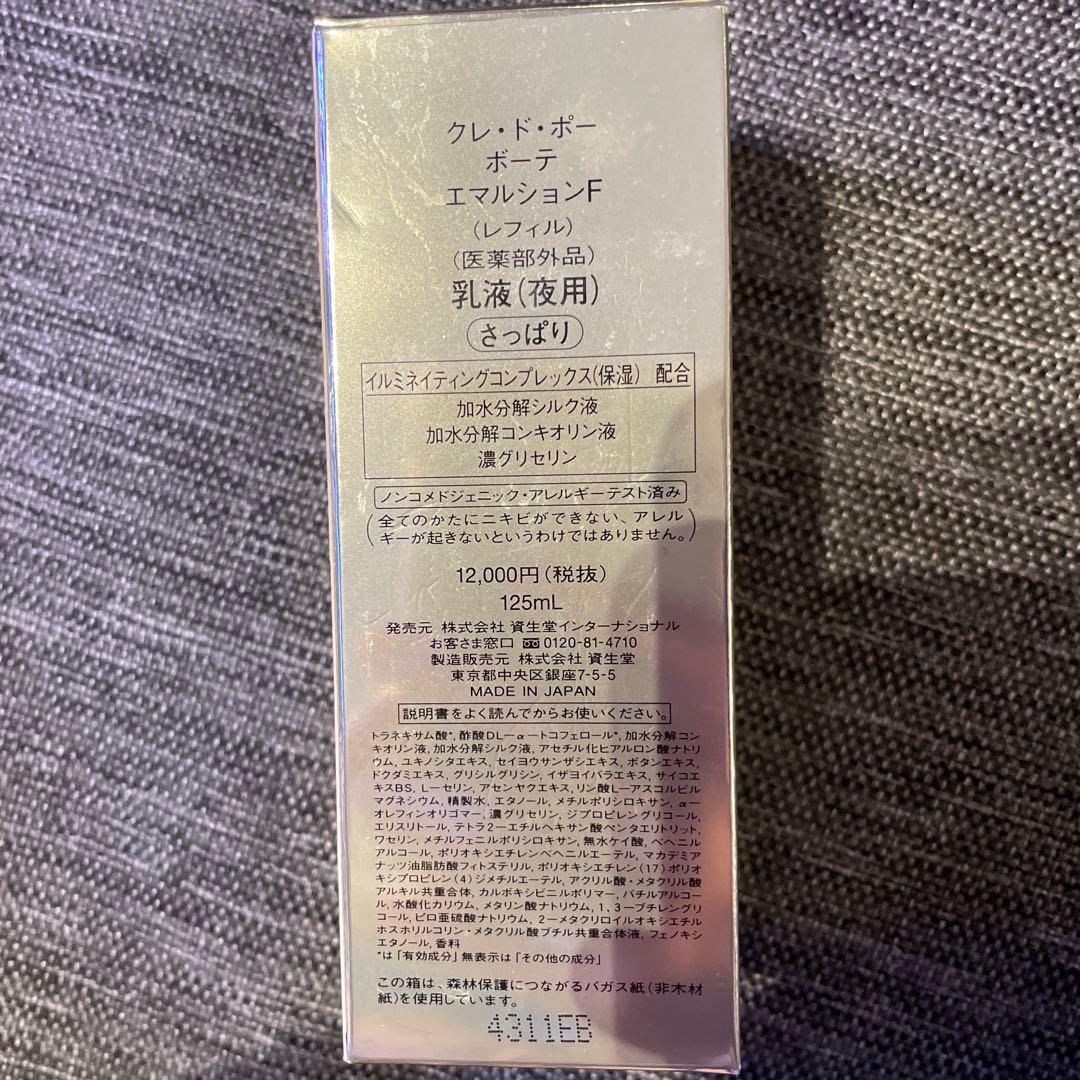 クレ・ド・ポー
ボーテ
エマルションF
(レフィル)
(医薬部外品)
乳液(夜用)
さっぱり
イルミネイティングコンプレックス(保湿) 配合
加水分解シルク液
加水分解コンキオリン液
濃グリセリン
ノンコメドジェニック・アレルギーテスト済み
(全てのかたにニキビができない、アレル
ギーが起きないというわけではありません。)
12,000円(税抜)
125mL
発売元 株式会社 資生堂インターナショナル
お客さま窓口 0120-81-4710
製造販売元 株式会社 資生堂
東京都中央区銀座7-5-5
MADE IN JAPAN
説明書をよく読んでからお使いください。
トラネキサム酸*, 酢酸DL-α-トコフェロール*, 加水分解コン
キオリン液, 加水分解シルク液, アセチル化ヒアルロン酸ナトリ
ウム, ユキノシタエキス, セイヨウサンザシエキス, ボタンエキス,
ドクダミエキス, グリシルグリシン, イザヨイバラエキス, サイコエ
キスBS, L-セリン, アセンヤクエキス, リン酸L-アスコルビル
マグネシウム, 精製水, エタノール, メチルポリシロキサン, α-
オレフィンオリゴマー, 濃グリセリン, ジプロピレングリコール,
エリスリトール, テトラ2-エチルヘキサン酸ペンタエリトリット,
ワセリン, メチルフェニルポリシロキサン, 無水ケイ酸, ベヘニル
アルコール, ポリオキシエチレンベヘニルエーテル, マカデミア
ナッツ油脂肪酸フィトステリル, ポリオキシエチレン(17)ポリオ
キシプロピレン(4)ジメチルエーテル, アクリル酸・メタクリル酸
アルキル共重合体, カルボキシビニルポリマー, バチルアルコー
ル, 水酸化カリウム, メタリン酸ナトリウム, 1,3-ブチレングリ
コール, ピロ亜硫酸ナトリウム, 2-メタクリロイルオキシエチル
ホスホリルコリン・メタクリル酸ブチル共重合体液, フェノキシ
エタノール, 香料
*は「有効成分」無表示は「その他の成分」
この箱は、森林保護につながるバガス紙(非木材
紙)を使用しています。
4311EB